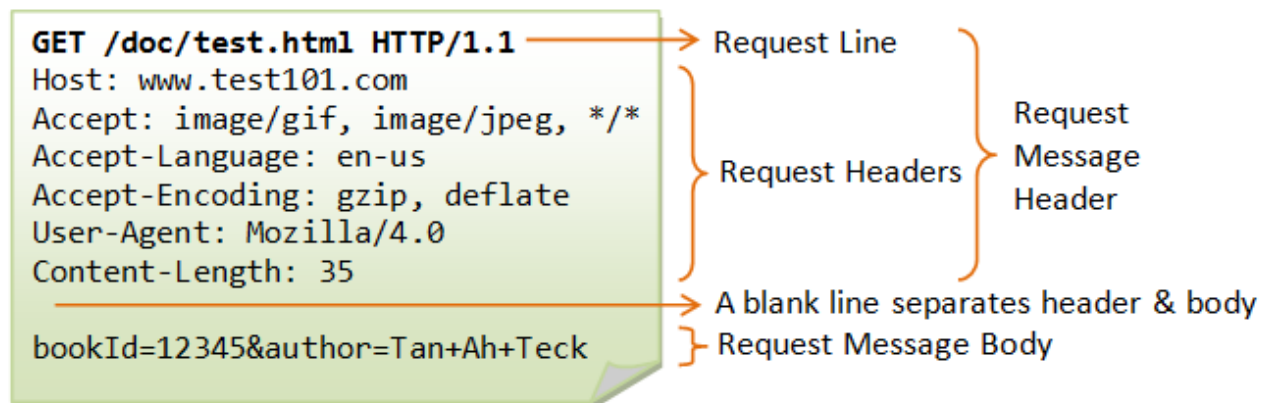 GET /doc/test.html HTTP/1.1
Host: www.test101.com
Accept: image/gif, image/jpeg, */*
Accept-Language: en-us
Accept-Encoding: gzip, deflate
User-Agent: Mozilla/4.0
Content-Length: 35
bookId=12345&author=Tan+Ah+Teck
Request Line
Request Headers
Request
Message
Header
A blank line separates header & body
Request Message Body